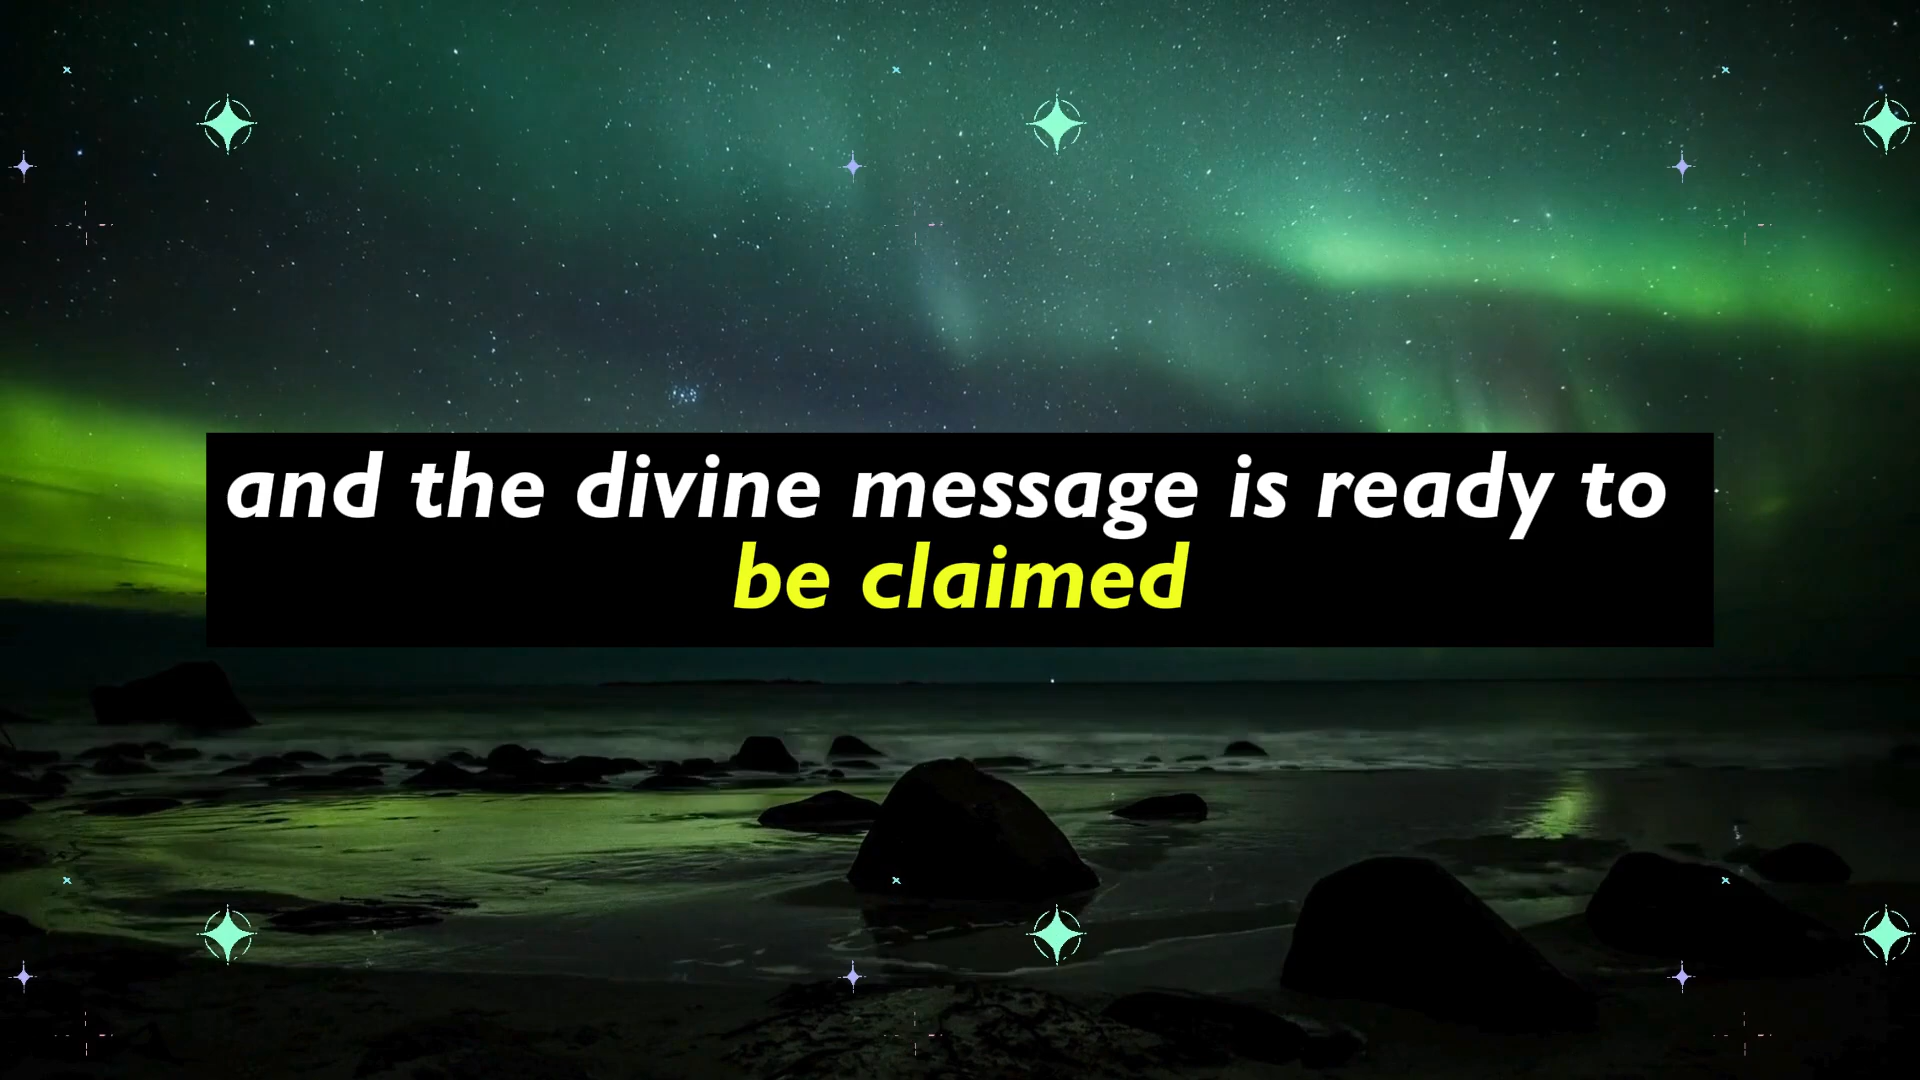 and the divine message is ready to
be claimed